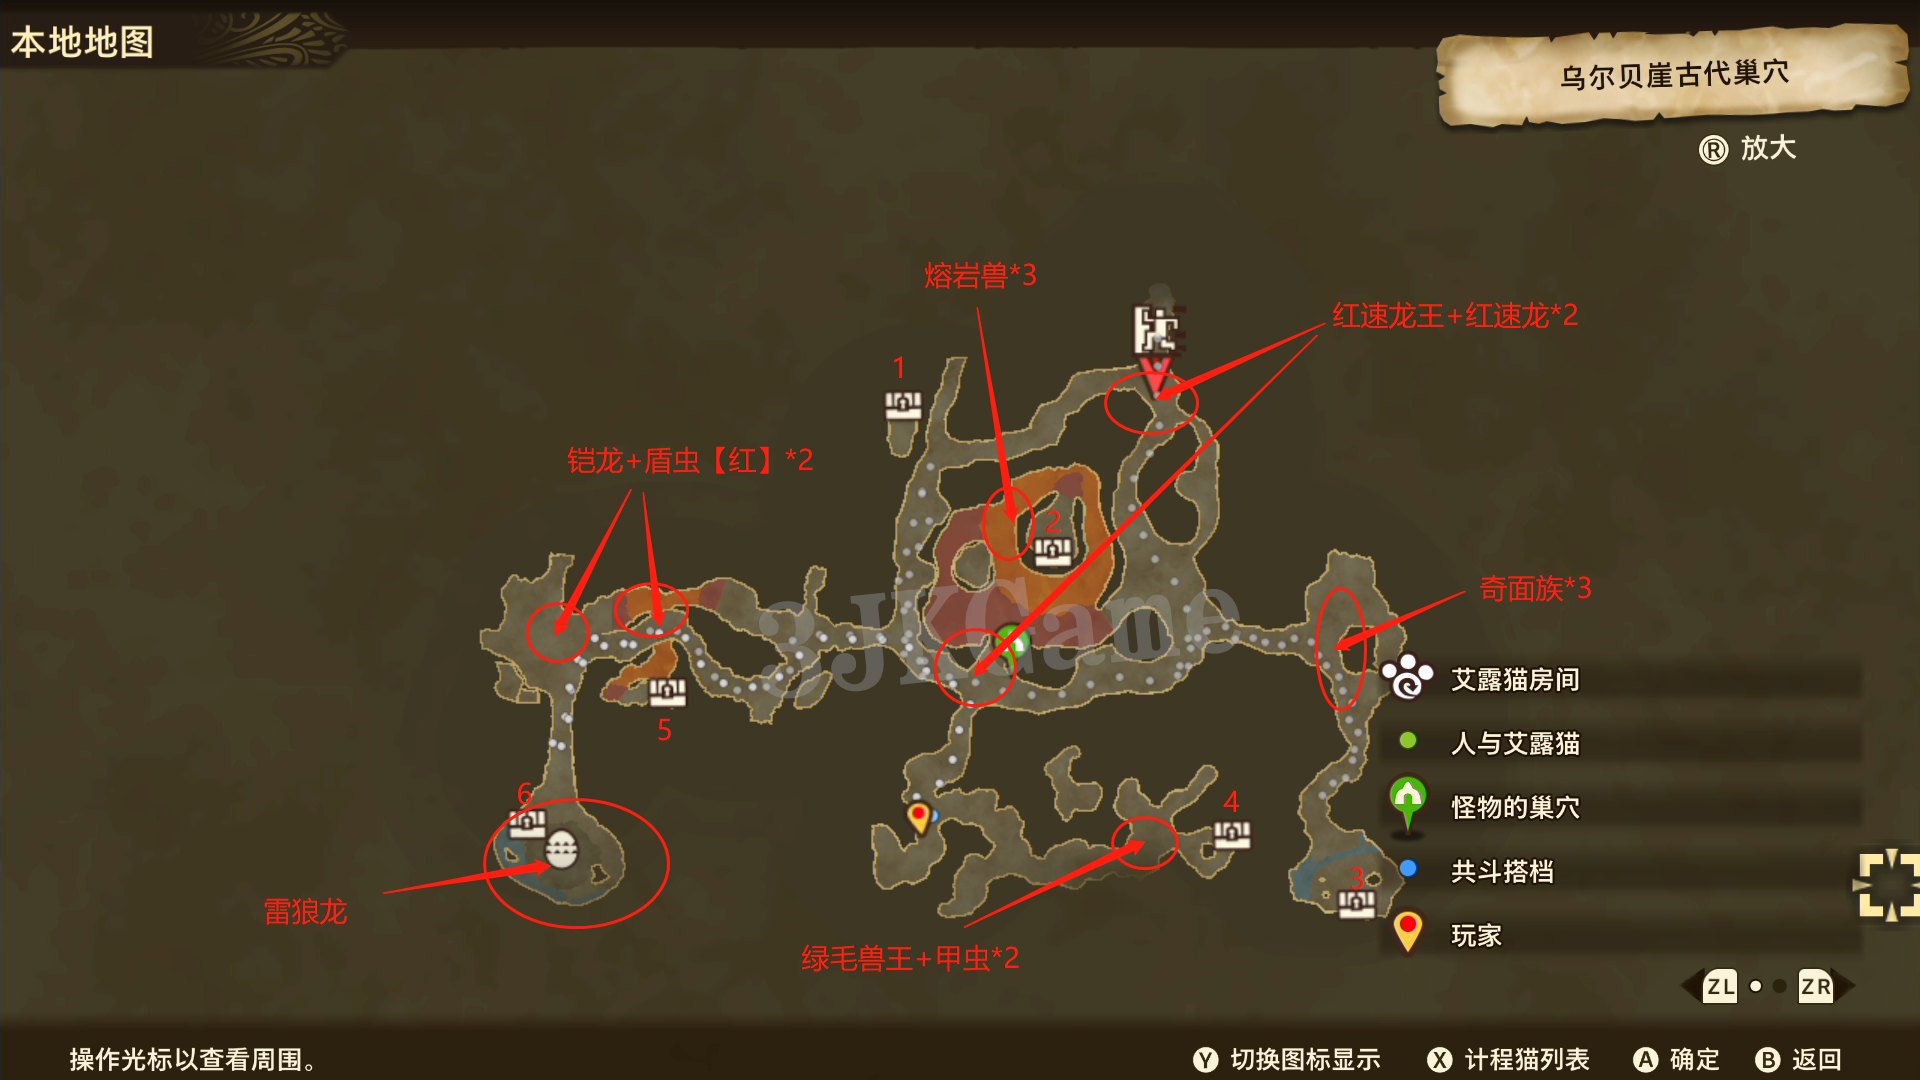 本地地图
乌尔贝崖古代巢穴
R 放大
熔岩兽*3
红速龙王+红速龙*2
1
铠龙+盾虫【红】*2
2
奇面族*3
3JKGame
艾露猫房间
5
人与艾露猫
6
4
怪物的巢穴
共斗搭档
3
雷狼龙
玩家
绿毛兽王+甲虫*2
ZL ZR
操作光标以查看周围。
Y 切换图标显示 X 计程猫列表 A 确定 B 返回